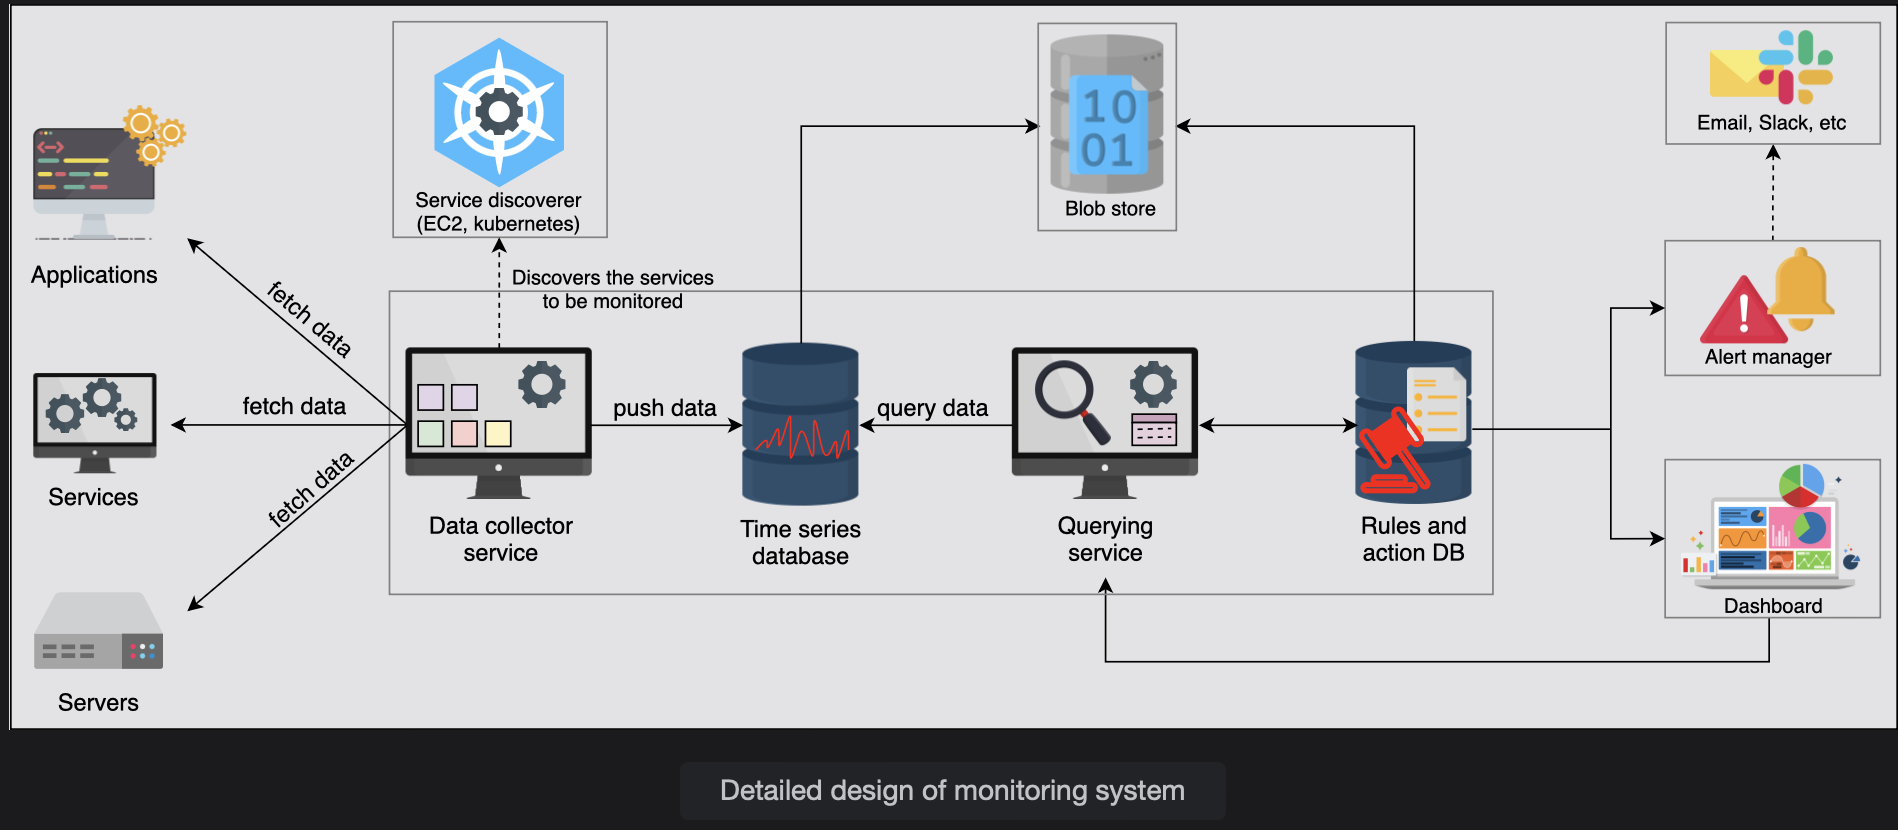 Service discoverer
(EC2, kubernetes)
10
01
Blob store
Email, Slack, etc
Applications
Discovers the services
to be monitored
fetch data
Alert manager
fetch data
push data
query data
Services
fetch data
Data collector
service
Time series
database
Querying
service
Rules and
action DB
Dashboard
Servers
Detailed design of monitoring system